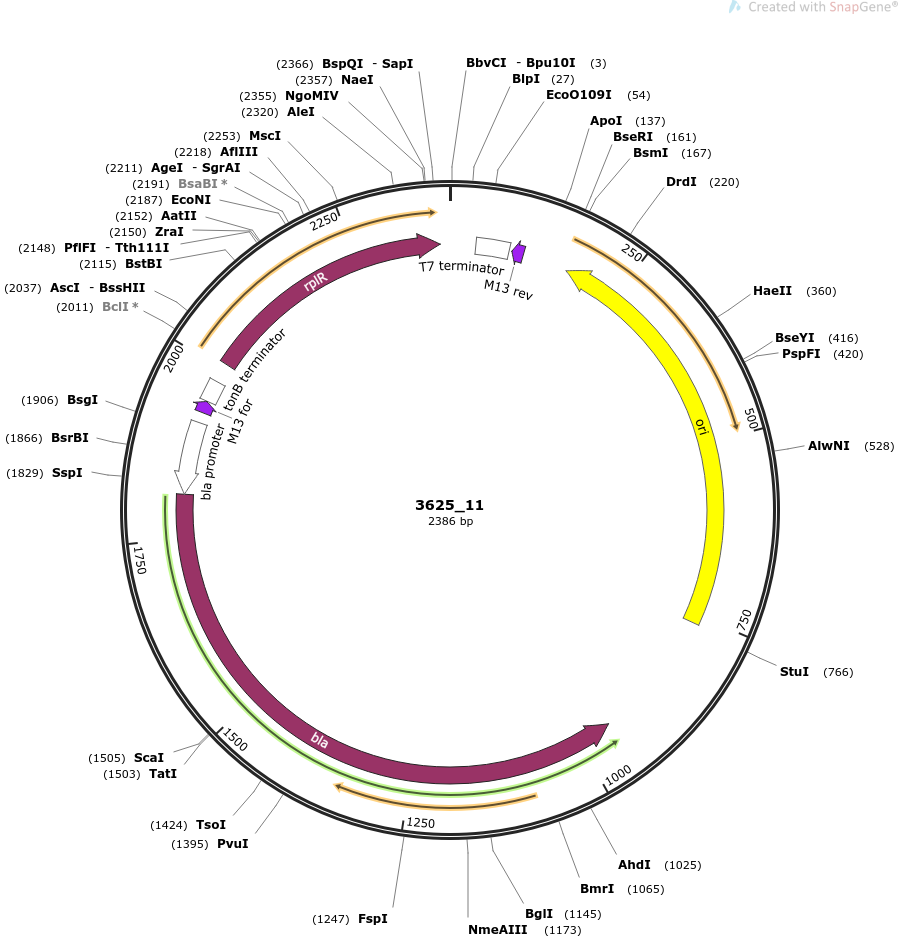 Created with SnapGene®
(2366) BspQI - SapI
(2357) NaeI
(2355) NgoMIV
(2320) AleI
(2253) MscI
(2218) AflIII
(2211) AgeI - SgrAI
(2191) BsaBI *
(2187) EcoNI
(2152) AatII
(2150) ZraI
(2148) PflFI - Tth111I
(2115) BstBI
(2037) AscI - BssHII
(2011) BclI *
(1906) BsgI
(1866) BsrBI
(1829) SspI
(1505) ScaI
(1503) TatI
(1424) TsoI
(1395) PvuI
(1247) FspI
BbvCI - Bpu10I (3)
BlpI (27)
EcoO109I (54)
ApoI (137)
BseRI (161)
BsmI (167)
DrdI (220)
HaeII (360)
BseYI (416)
PspFI (420)
AlwNI (528)
StuI (766)
AhdI (1025)
BmrI (1065)
BglI (1145)
NmeAIII (1173)
250
500
750
1000
1250
1500
1750
2000
2250
T7 terminator
M13 rev
ori
bla
bla promoter
M13 for
tonB terminator
rplR
3625_11
2386 bp